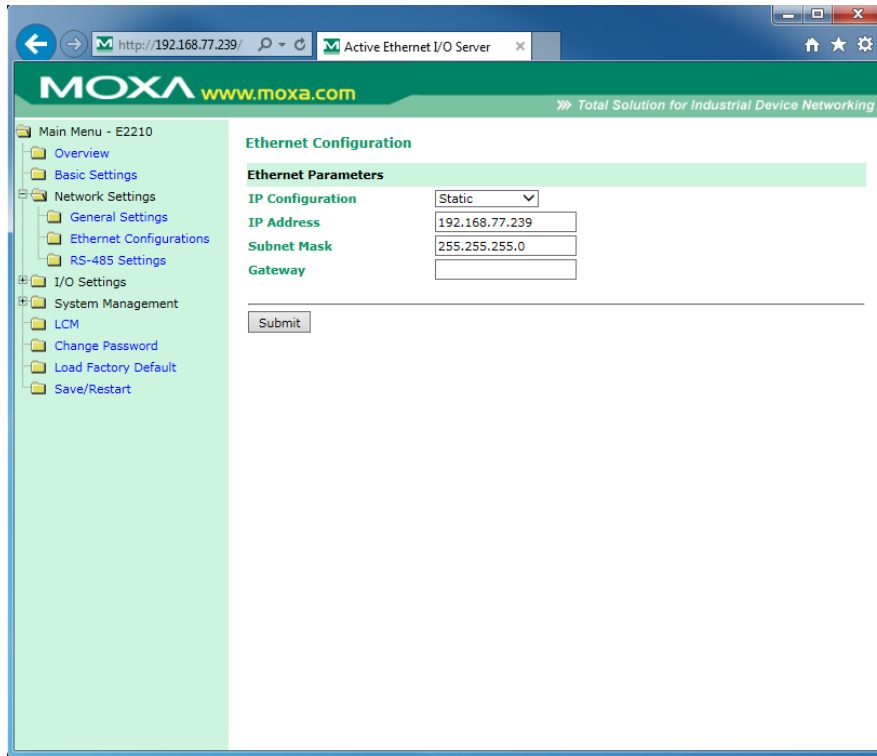 http://192.168.77.239/
Active Ethernet I/O Server
MOXA www.moxa.com
Total Solution for Industrial Device Networking
Main Menu - E2210
Overview
Basic Settings
Network Settings
General Settings
Ethernet Configurations
RS-485 Settings
I/O Settings
System Management
LCM
Change Password
Load Factory Default
Save/Restart
Ethernet Configuration
Ethernet Parameters
IP Configuration Static
IP Address 192.168.77.239
Subnet Mask 255.255.255.0
Gateway
Submit